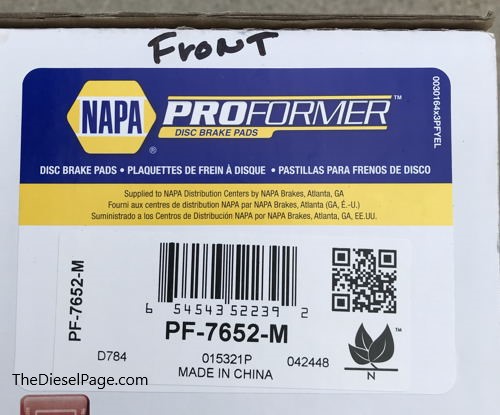 FRONT
NAPA
®
PROFORMER™
DISC BRAKE PADS
0030164x3PFYEL
DISC BRAKE PADS • PLAQUETTES DE FREIN À DISQUE • PASTILLAS PARA FRENOS DE DISCO
Supplied to NAPA Distribution Centers by NAPA Brakes, Atlanta, GA
Fourni aux centres de distribution NAPA par NAPA Brakes, Atlanta (GA, É.-U.)
Suministrado a los Centros de Distribución NAPA por NAPA Brakes, Atlanta, GA, EE.UU.
PF-7652-M
6 54543 52239 2
PF-7652-M
D784 015321P 042448
MADE IN CHINA
™
N
TheDieselPage.com